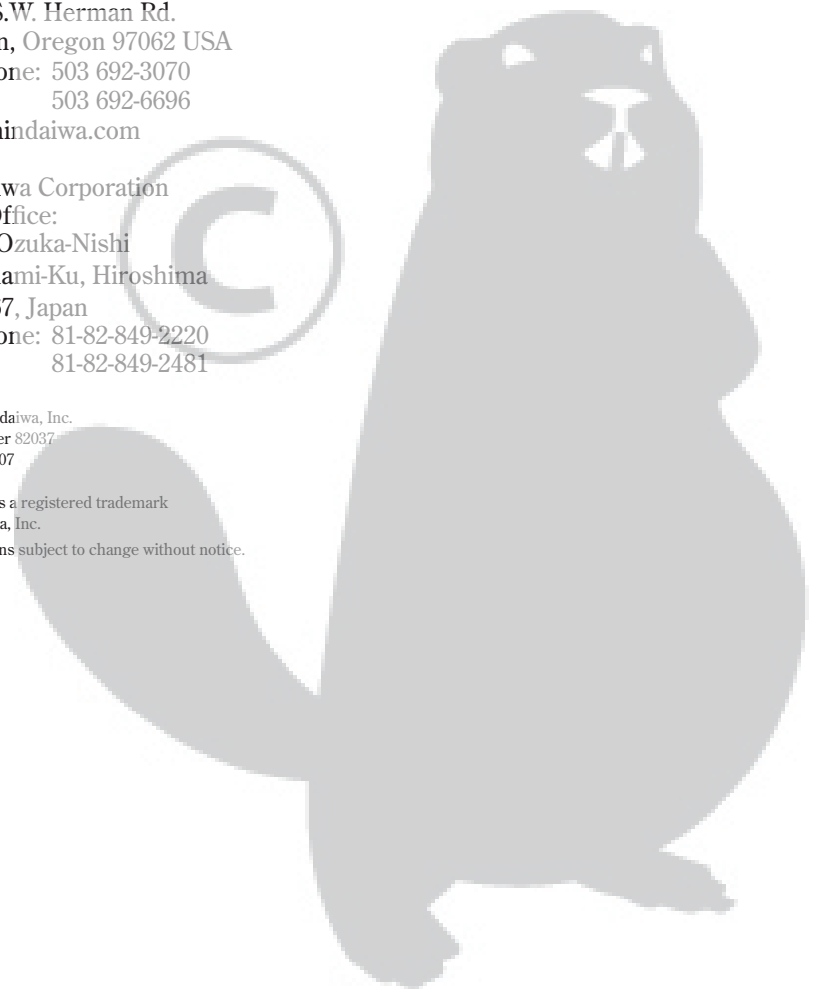 S.W. Herman Rd.
n, Oregon 97062 USA
one: 503 692-3070
503 692-6696
indaiwa.com
wa Corporation
ffice:
Ozuka-Nishi
ami-Ku, Hiroshima
67, Japan
one: 81-82-849-2220
81-82-849-2481
daiwa, Inc.
er 82037
07
s a registered trademark
a, Inc.
ns subject to change without notice.
©